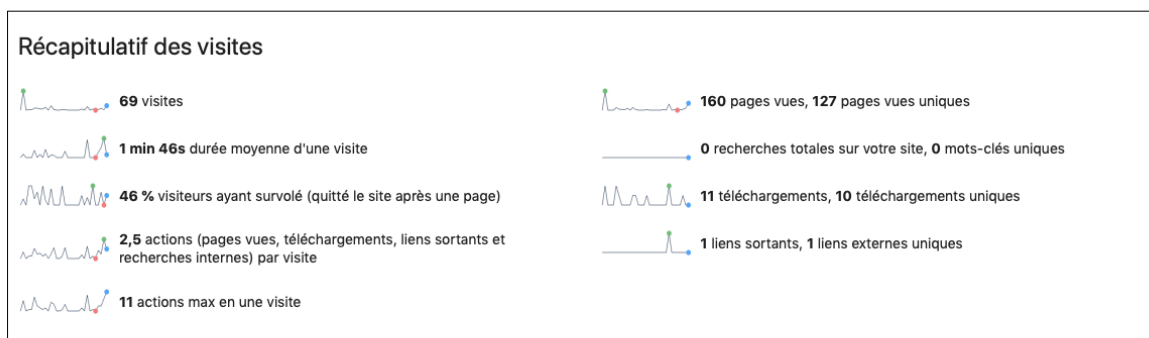 Récapitulatif des visites
69 visites
1 min 46s durée moyenne d'une visite
46 % visiteurs ayant survolé (quitté le site après une page)
2,5 actions (pages vues, téléchargements, liens sortants et
recherches internes) par visite
11 actions max en une visite
160 pages vues, 127 pages vues uniques
0 recherches totales sur votre site, 0 mots-clés uniques
11 téléchargements, 10 téléchargements uniques
1 liens sortants, 1 liens externes uniques